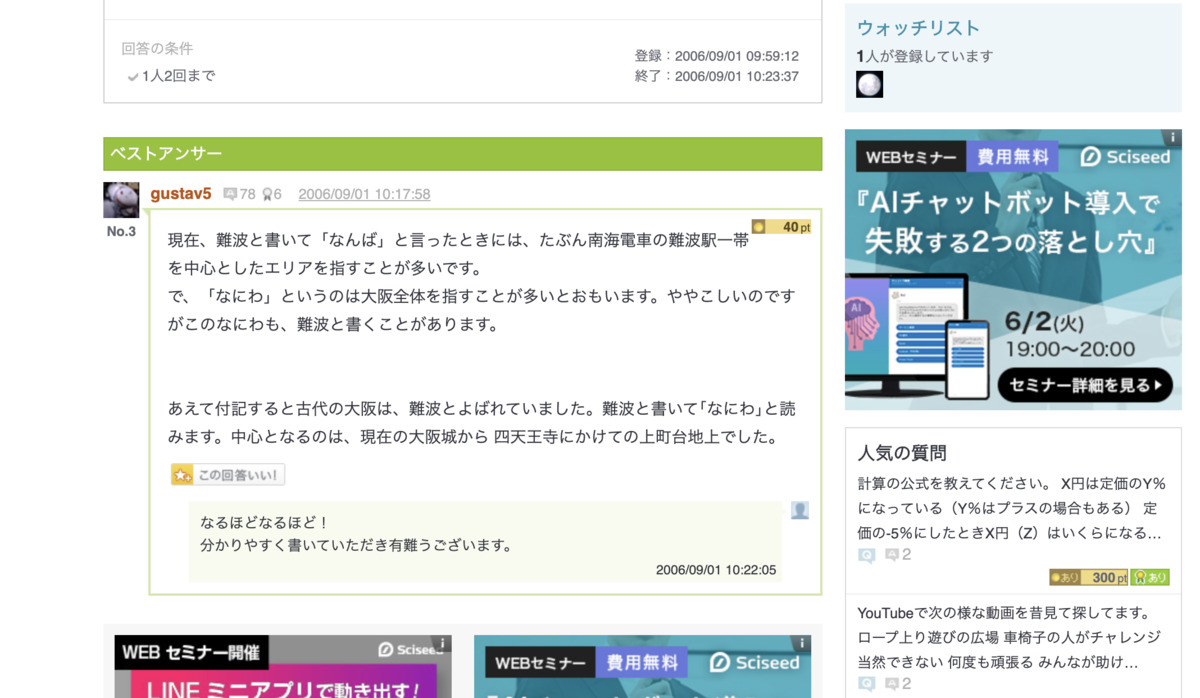 回答の条件
1人2回まで
登録：2006/09/01 09:59:12
終了：2006/09/01 10:23:37
ベストアンサー
gustav5 78 6 2006/09/01 10:17:58
No.3
40 pt
現在、難波と書いて「なんば」と言ったときには、たぶん南海電車の難波駅一帯
を中心としたエリアを指すことが多いです。
で、「なにわ」というのは大阪全体を指すことが多いとおもいます。ややこしいのです
がこのなにわも、難波と書くことがあります。
あえて付記すると古代の大阪は、難波とよばれていました。難波と書いて｢なにわ｣と読
みます。中心となるのは、現在の大阪城から 四天王寺にかけての上町台地上でした。
この回答いい!
なるほどなるほど！
分かりやすく書いていただき有難うございます。
2006/09/01 10:22:05
WEB セミナー開催
Sciseed
LINE ミニアプリで動き出す!
WEBセミナー 費用無料 Sciseed
ウォッチリスト
1人が登録しています
WEBセミナー 費用無料 Sciseed
『AIチャットボット導入で
失敗する2つの落とし穴』
AI
6/2(火)
19:00〜20:00
セミナー詳細を見る
人気の質問
計算の公式を教えてください。 X円は定価のY%
になっている（Y%はプラスの場合もある） 定
価の-5%にしたときX円（Z）はいくらになる...
Q A 2
あり 300 pt あり
YouTubeで次の様な動画を昔見て探してます。
ロープ上り遊びの広場 車椅子の人がチャレンジ
当然できない 何度も頑張る みんなが助け...
Q A 2